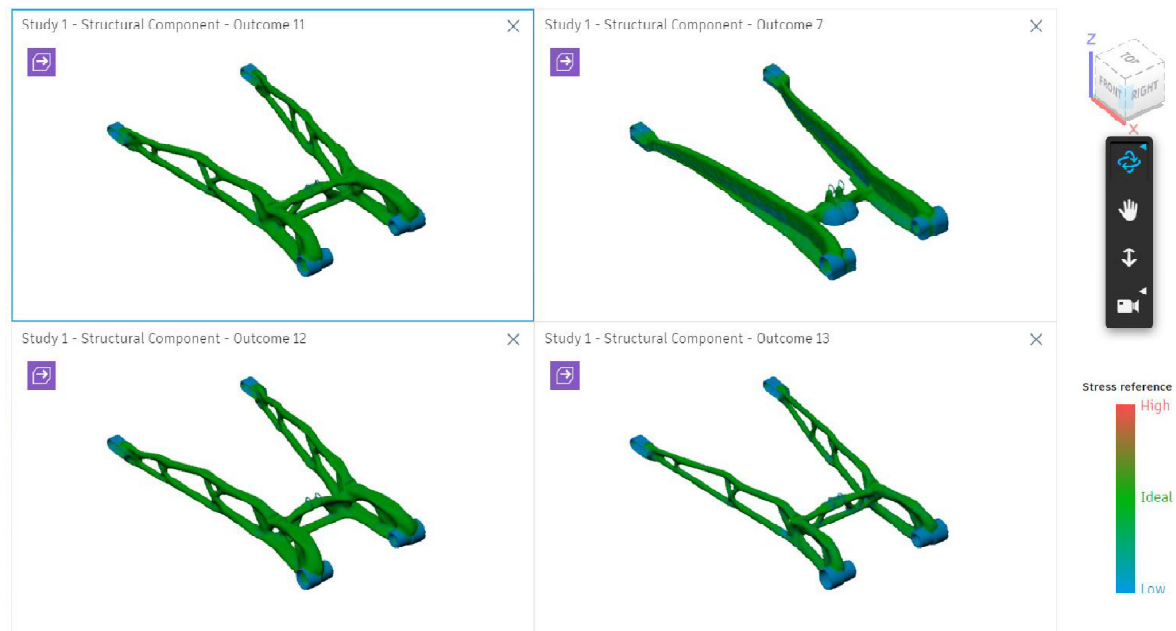 Study 1 - Structural Component - Outcome 11
Study 1 - Structural Component - Outcome 7
Z
TOP
FRONT
RIGHT
X
Study 1 - Structural Component - Outcome 12
Study 1 - Structural Component - Outcome 13
Stress reference
High
Ideal
Low